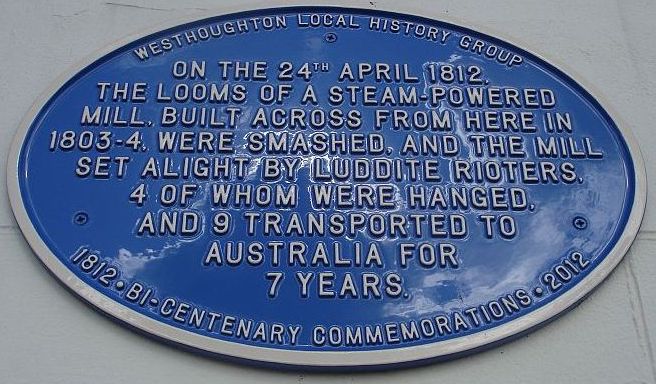 WESTHOUGHTON LOCAL HISTORY GROUP
ON THE 24TH APRIL 1812,
THE LOOMS OF A STEAM-POWERED
MILL, BUILT ACROSS FROM HERE IN
1803-4, WERE SMASHED, AND THE MILL
SET ALIGHT BY LUDDITE RIOTERS,
4 OF WHOM WERE HANGED,
AND 9 TRANSPORTED TO
AUSTRALIA FOR
7 YEARS.
1812 • BI-CENTENARY COMMEMORATIONS • 2012